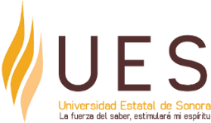 UES
Universidad Estatal de Sonora
La fuerza del saber, estimulará mi espíritu